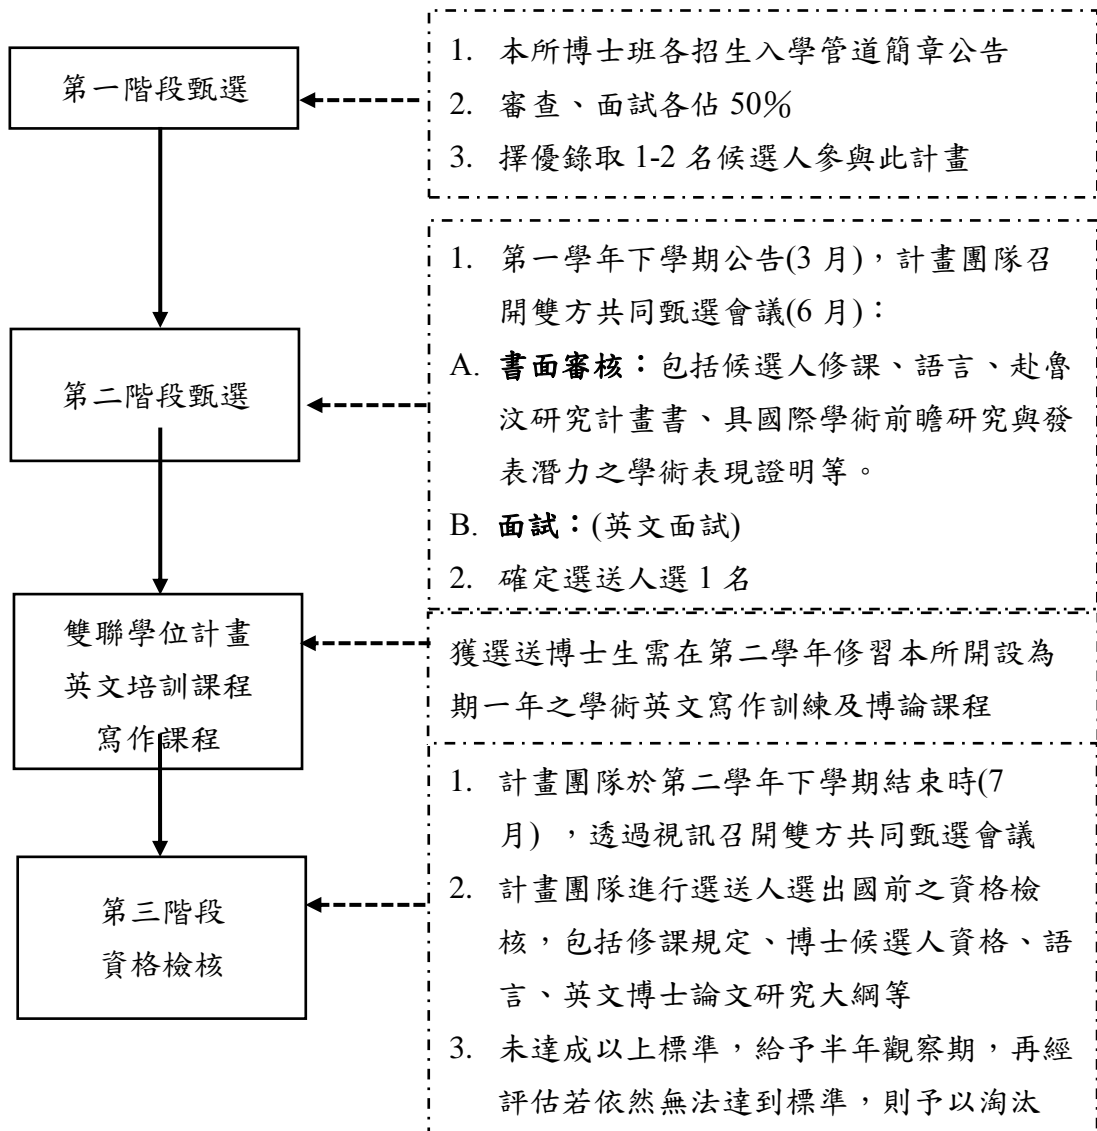 第一階段甄選
1. 本所博士班各招生入學管道簡章公告
2. 審查、面試各佔 50%
3. 擇優錄取 1-2 名候選人參與此計畫
第二階段甄選
1. 第一學年下學期公告(3 月)，計畫團隊召
開雙方共同甄選會議(6 月)：
A. 書面審核：包括候選人修課、語言、赴魯
汶研究計畫書、具國際學術前瞻研究與發
表潛力之學術表現證明等。
B. 面試：(英文面試)
2. 確定選送人選 1 名
雙聯學位計畫
英文培訓課程
寫作課程
獲選送博士生需在第二學年修習本所開設為
期一年之學術英文寫作訓練及博論課程
第三階段
資格檢核
1. 計畫團隊於第二學年下學期結束時(7
月) ，透過視訊召開雙方共同甄選會議
2. 計畫團隊進行選送人選出國前之資格檢
核，包括修課規定、博士候選人資格、語
言、英文博士論文研究大綱等
3. 未達成以上標準，給予半年觀察期，再經
評估若依然無法達到標準，則予以淘汰